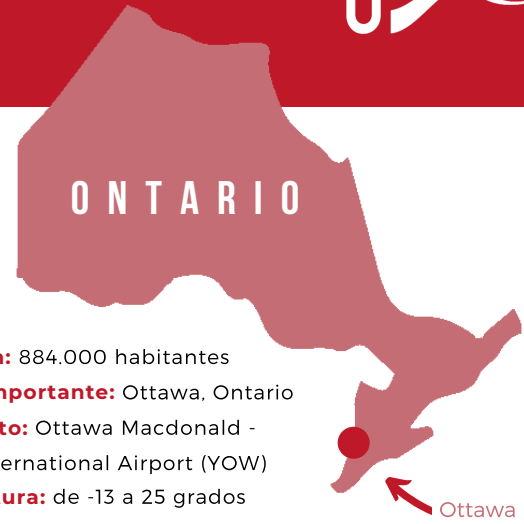 ONTARIO
a: 884.000 habitantes
mportante: Ottawa, Ontario
to: Ottawa Macdonald -
ernational Airport (YOW)
ura: de -13 a 25 grados
Ottawa